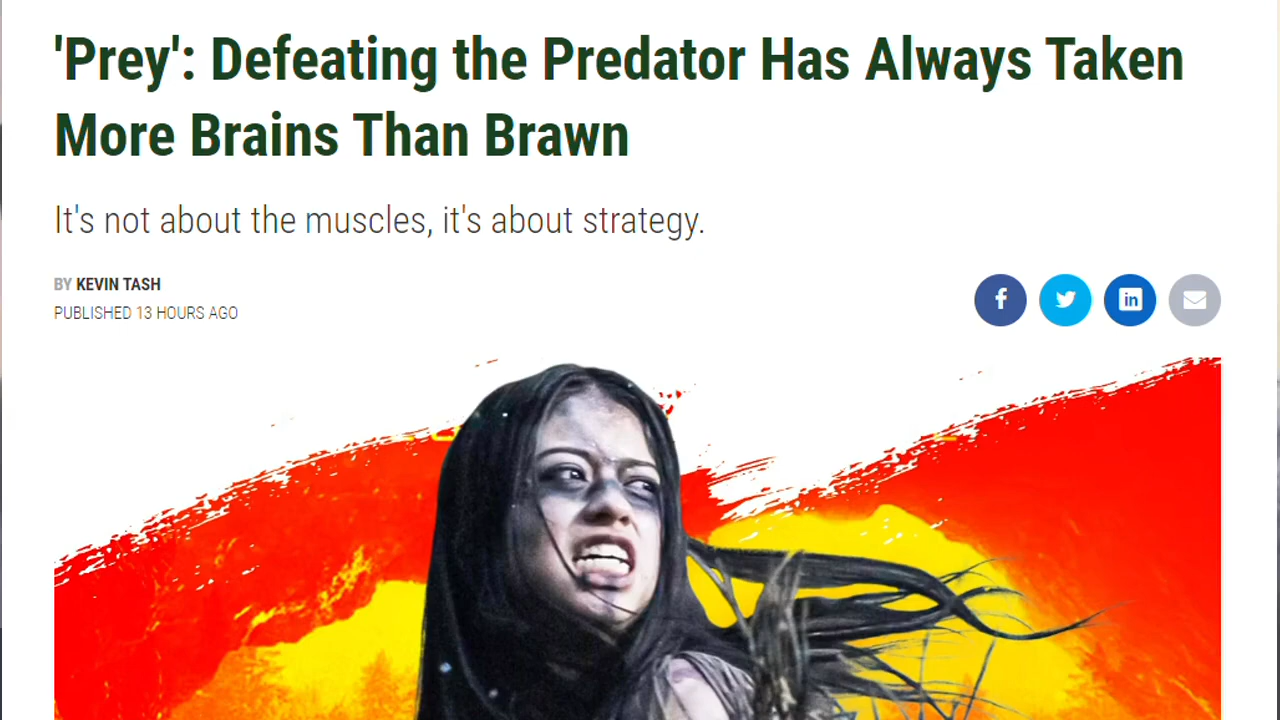 'Prey': Defeating the Predator Has Always Taken
More Brains Than Brawn
It's not about the muscles, it's about strategy.
BY KEVIN TASH
PUBLISHED 13 HOURS AGO
f
in